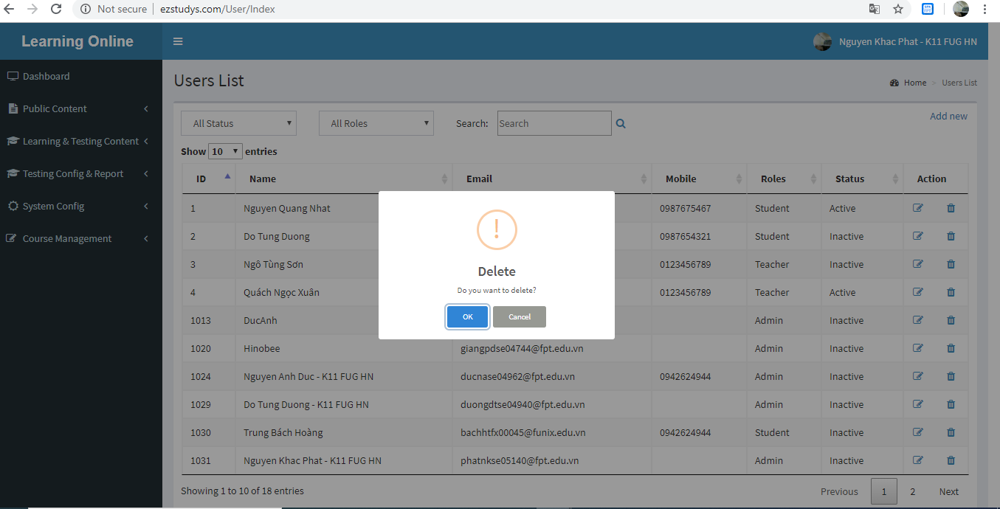 Not secure | ezstudys.com/User/Index
Learning Online
Nguyen Khac Phat - K11 FUG HN
Dashboard
Public Content
Learning & Testing Content
Testing Config & Report
System Config
Course Management
Users List
Home > Users List
All Status
All Roles
Search:
Search
Add new
Show 10 entries
ID Name Email Mobile Roles Status Action
1 Nguyen Quang Nhat 0987675467 Student Active
2 Do Tung Duong 0987654321 Student Inactive
3 Ngô Tùng Sơn 0123456789 Teacher Inactive
4 Quách Ngọc Xuân 0123456789 Teacher Active
1013 DucAnh Admin Inactive
1020 Hinobee giangpdse04744@fpt.edu.vn Admin Inactive
1024 Nguyen Anh Duc - K11 FUG HN ducnase04962@fpt.edu.vn 0942624944 Admin Inactive
1029 Do Tung Duong - K11 FUG HN duongdtse04940@fpt.edu.vn Admin Inactive
1030 Trung Bách Hoàng bachhtfx00045@funix.edu.vn 0942624944 Student Inactive
1031 Nguyen Khac Phat - K11 FUG HN phatnkse05140@fpt.edu.vn Admin Inactive
!
Delete
Do you want to delete?
OK Cancel
Showing 1 to 10 of 18 entries
Previous 1 2 Next